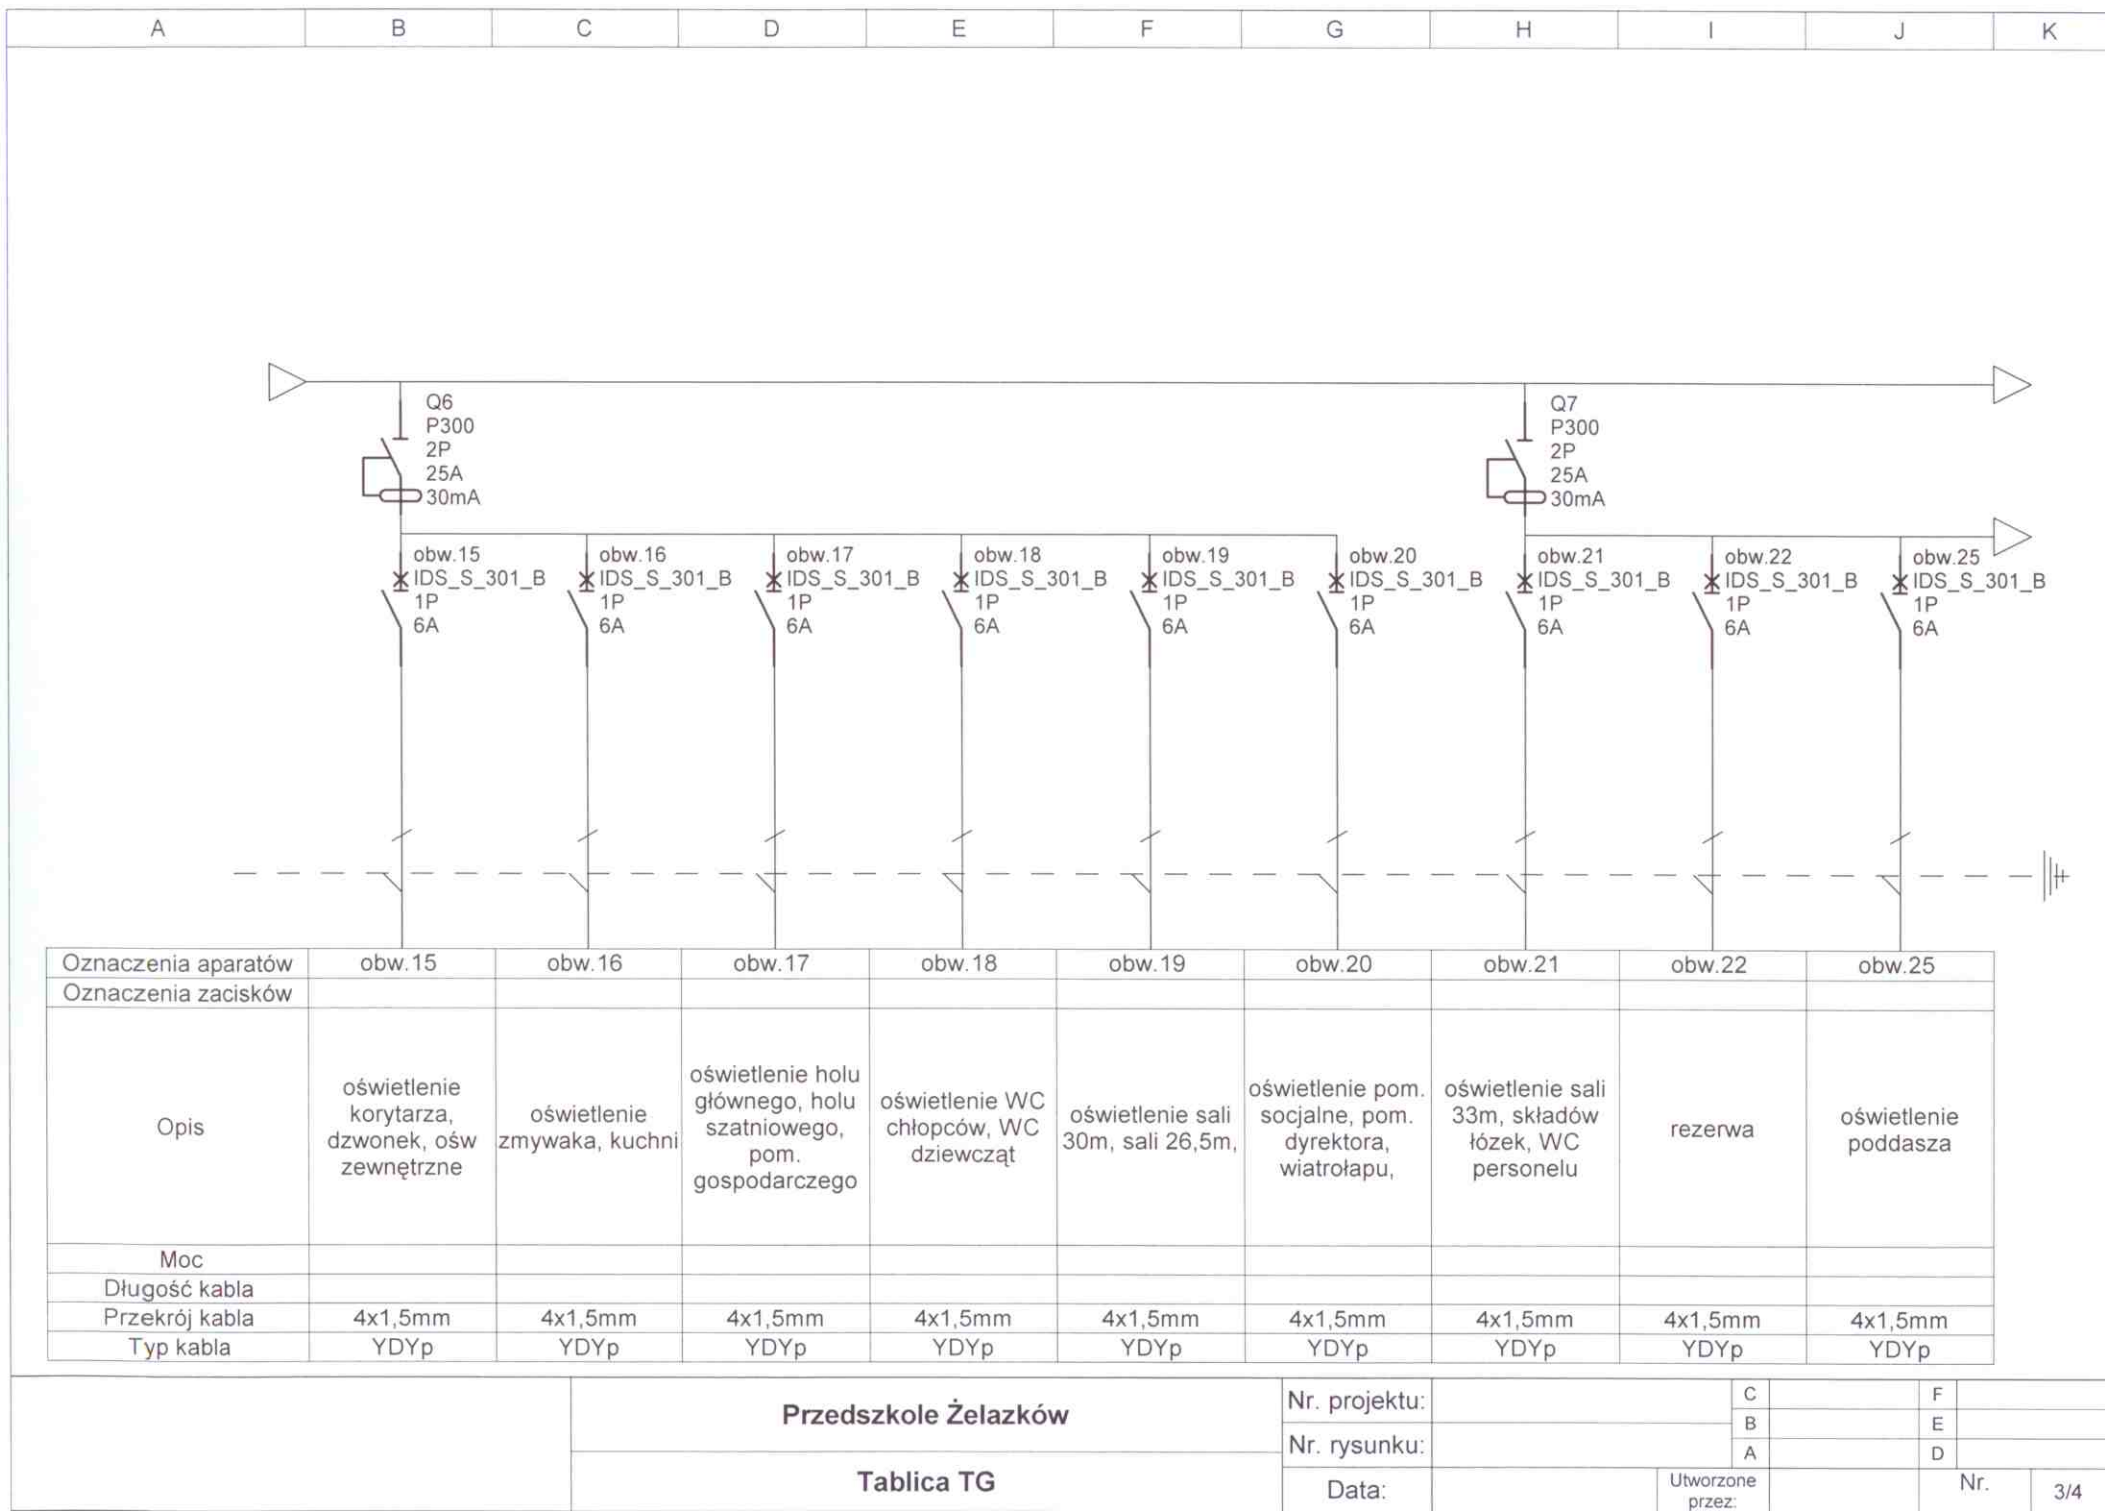 A B C D E F G H I J K
Q6
P300
2P
25A
30mA
Q7
P300
2P
25A
30mA
obw.15
IDS_S_301_B
1P
6A
obw.16
IDS_S_301_B
1P
6A
obw.17
IDS_S_301_B
1P
6A
obw.18
IDS_S_301_B
1P
6A
obw.19
IDS_S_301_B
1P
6A
obw.20
IDS_S_301_B
1P
6A
obw.21
IDS_S_301_B
1P
6A
obw.22
IDS_S_301_B
1P
6A
obw.25
IDS_S_301_B
1P
6A
Oznaczenia aparatów obw.15 obw.16 obw.17 obw.18 obw.19 obw.20 obw.21 obw.22 obw.25
Oznaczenia zacisków
Opis
oświetlenie
korytarza,
dzwonek, ośw
zewnętrzne
oświetlenie
zmywaka, kuchni
oświetlenie holu
głównego, holu
szatniowego,
pom.
gospodarczego
oświetlenie WC
chłopców, WC
dziewcząt
oświetlenie sali
30m, sali 26,5m,
oświetlenie pom.
socjalne, pom.
dyrektora,
wiatrołapu,
oświetlenie sali
33m, składów
łózek, WC
personelu
rezerwa
oświetlenie
poddasza
Moc
Długość kabla
Przekrój kabla 4x1,5mm 4x1,5mm 4x1,5mm 4x1,5mm 4x1,5mm 4x1,5mm 4x1,5mm 4x1,5mm 4x1,5mm
Typ kabla YDYp YDYp YDYp YDYp YDYp YDYp YDYp YDYp YDYp
Przedszkole Żelazków
Tablica TG
Nr. projektu:
Nr. rysunku:
Data:
C F
B E
A D
Utworzone
przez:
Nr. 3/4